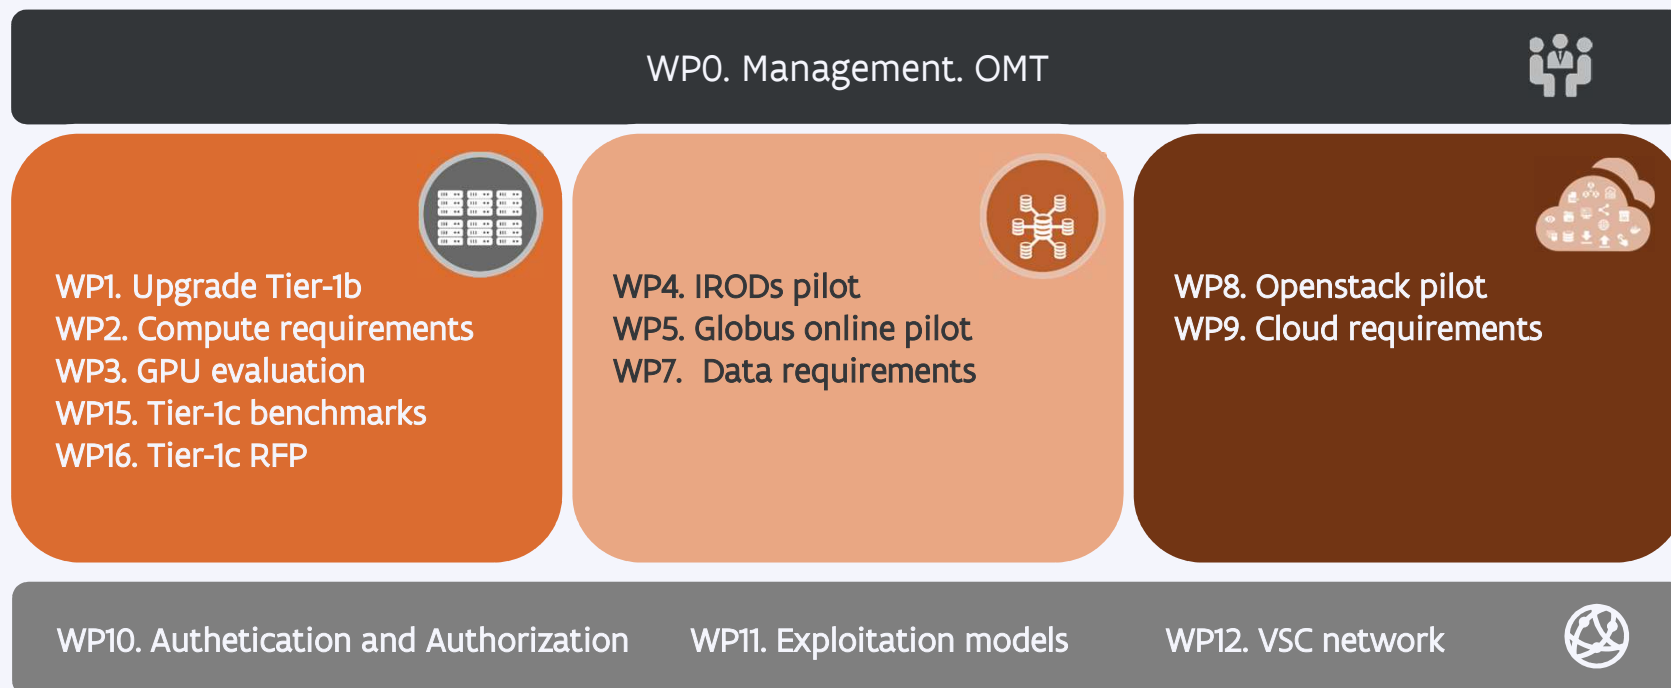 WP0. Management. OMT
WP1. Upgrade Tier-1b
WP2. Compute requirements
WP3. GPU evaluation
WP15. Tier-1c benchmarks
WP16. Tier-1c RFP
WP4. IRODs pilot
WP5. Globus online pilot
WP7. Data requirements
WP8. Openstack pilot
WP9. Cloud requirements
WP10. Authetication and Authorization
WP11. Exploitation models
WP12. VSC network